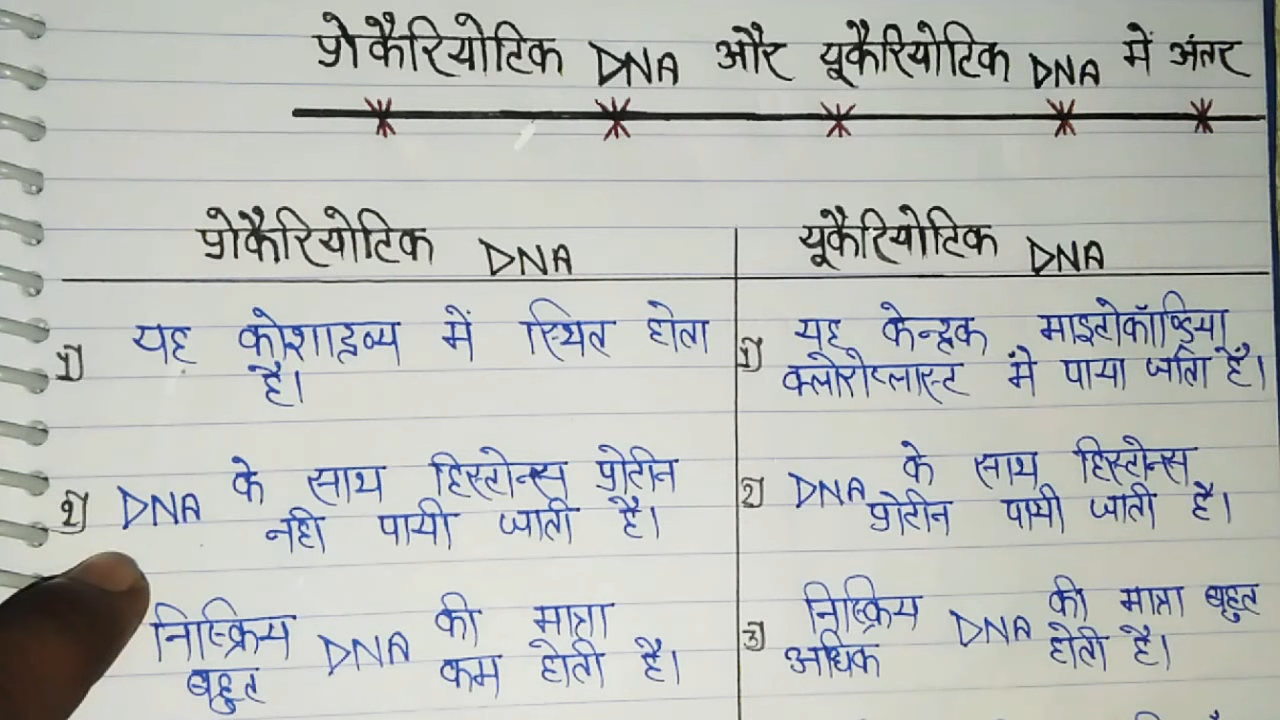 प्रोकैरियोटिक DNA और यूकैरियोटिक DNA में अंतर
प्रोकैरियोटिक DNA
यूकैरियोटिक DNA
1) यह कोशाद्रव्य में स्थित होता
है।
1) यह केन्द्रक माइटोकॉण्ड्रिया
क्लोरोप्लास्ट में पाया जाता है।
2) DNA के साथ हिस्टोन्स प्रोटीन
नही पायी जाती है।
2) DNA के साथ हिस्टोन्स
प्रोटीन पायी जाती है।
निष्क्रिय DNA की मात्रा
बहुत कम होती है।
3) निष्क्रिय DNA की मात्रा बहुत
अधिक होती है।